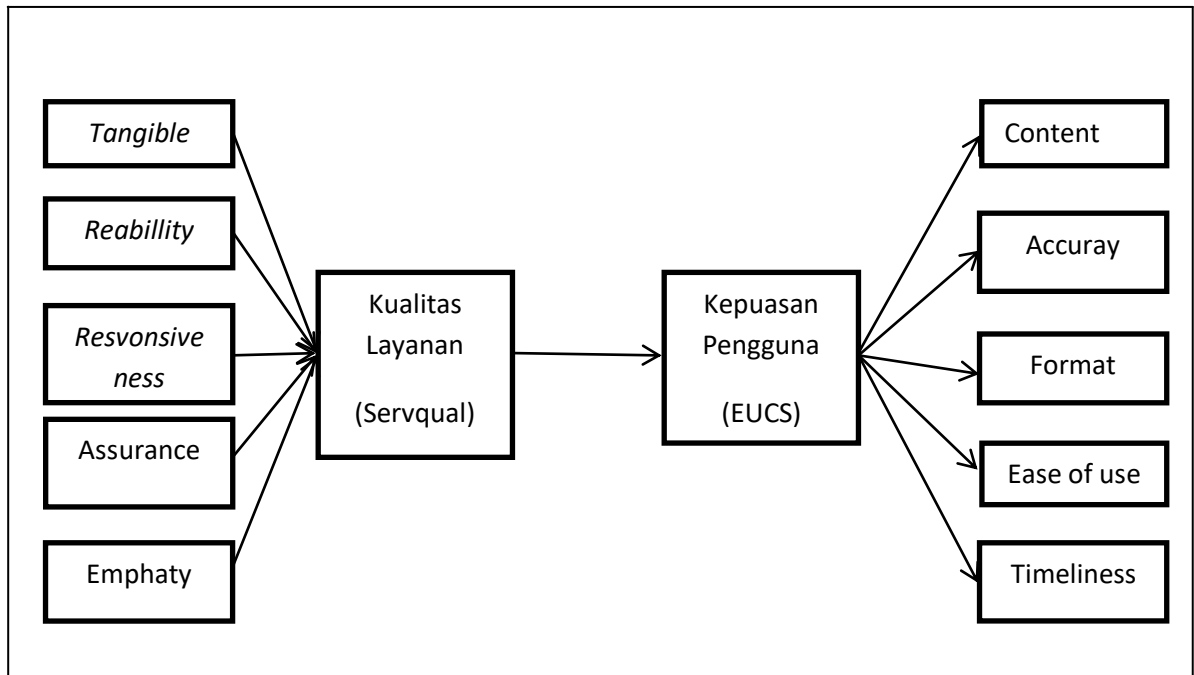 Tangible
Reabillity
Resvonsive
ness
Assurance
Emphaty
Kualitas
Layanan
(Servqual)
Kepuasan
Pengguna
(EUCS)
Content
Accuray
Format
Ease of use
Timeliness